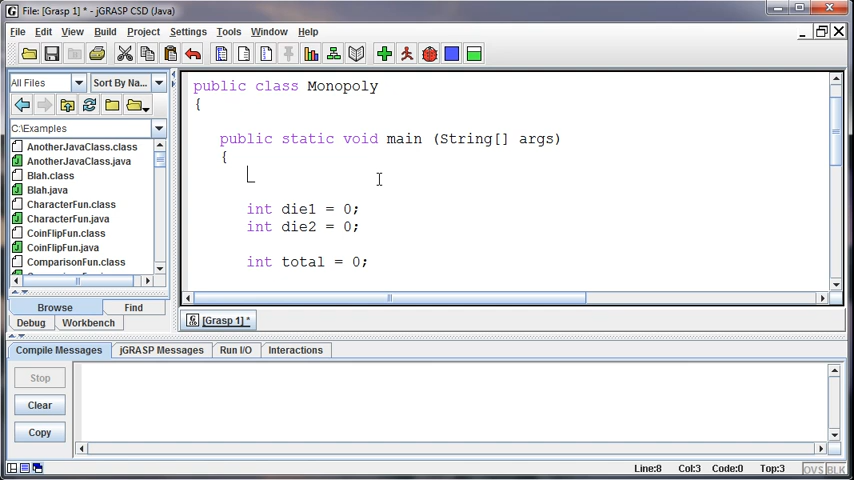 File: [Grasp 1] * - jGRASP CSD (Java)
File Edit View Build Project Settings Tools Window Help
All Files Sort By Na...
C:\Examples
AnotherJavaClass.class
AnotherJavaClass.java
Blah.class
Blah.java
CharacterFun.class
CharacterFun.java
CoinFlipFun.class
CoinFlipFun.java
ComparisonFun.class
Browse Find
Debug Workbench
public class Monopoly
{
public static void main (String[] args)
{
int die1 = 0;
int die2 = 0;
int total = 0;
[Grasp 1] *
Compile Messages jGRASP Messages Run I/O Interactions
Stop
Clear
Copy
Line:8 Col:3 Code:0 Top:3 OVS BLK